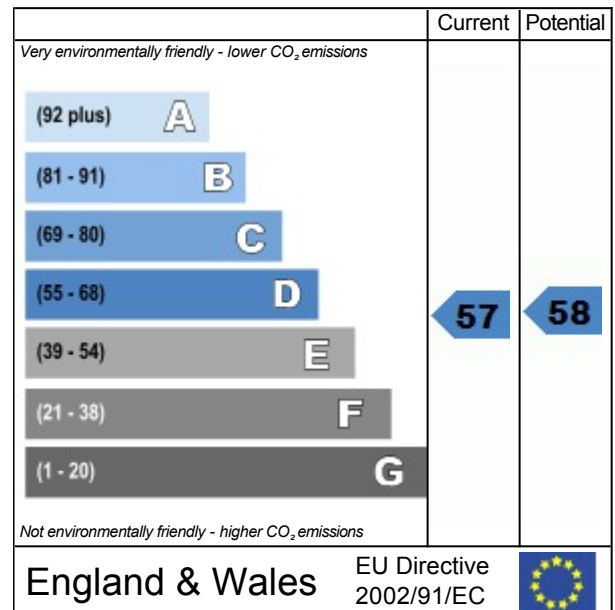 Current Potential
Very environmentally friendly - lower CO₂ emissions
(92 plus) A
(81 - 91) B
(69 - 80) C
(55 - 68) D
57 58
(39 - 54) E
(21 - 38) F
(1 - 20) G
Not environmentally friendly - higher CO₂ emissions
England & Wales
EU Directive
2002/91/EC